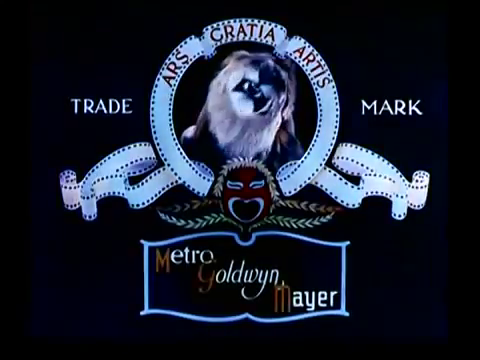 ARS GRATIA ARTIS
TRADE MARK
Metro
Goldwyn
Mayer